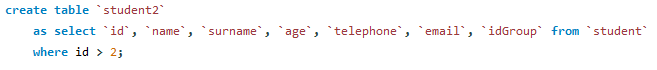 create table `student2`
as select `id`, `name`, `surname`, `age`, `telephone`, `email`, `idGroup` from `student`
where id > 2;